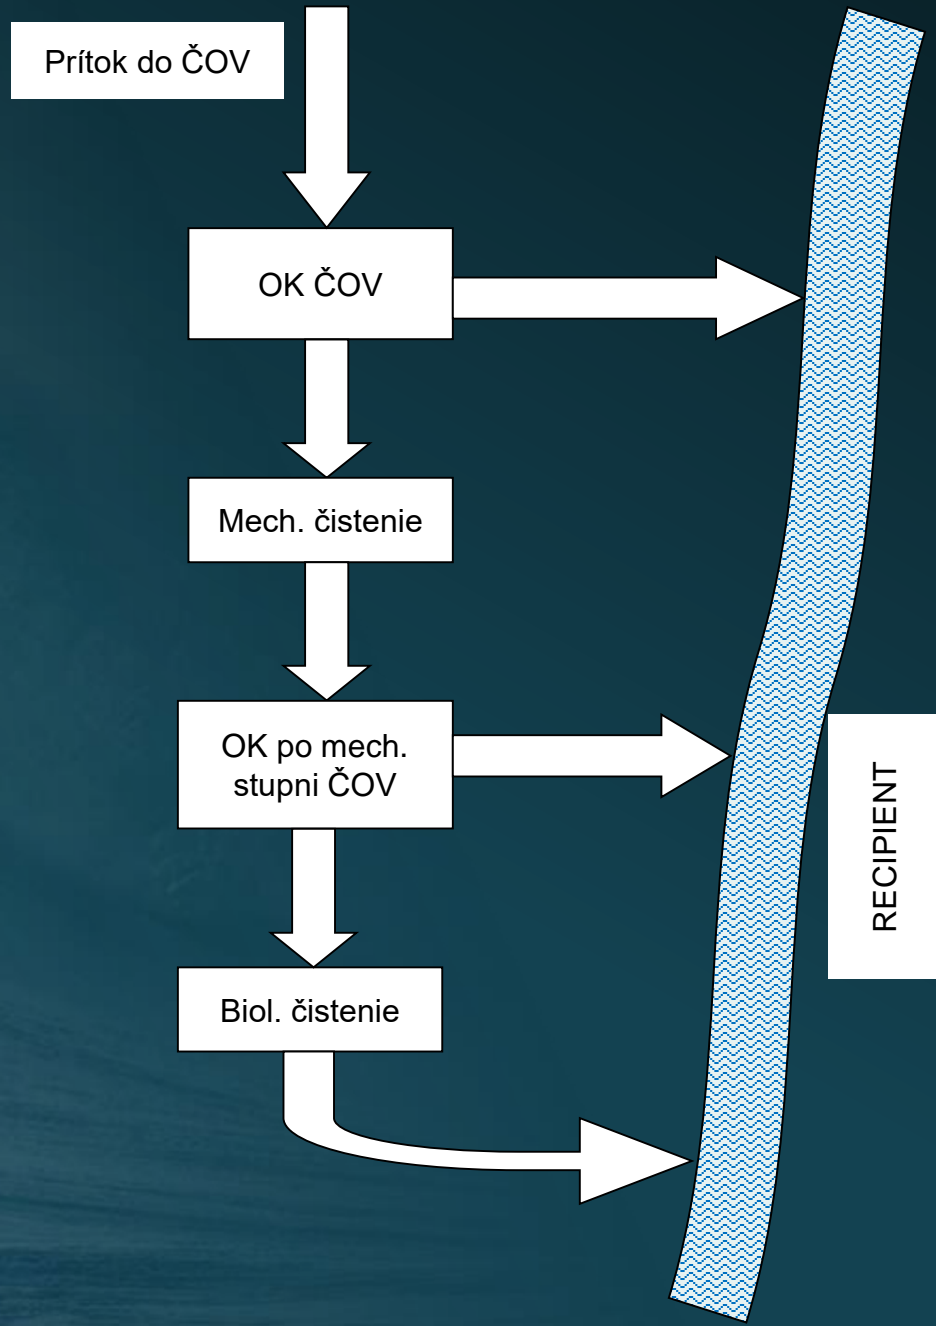 Prítok do ČOV
OK ČOV
Mech. čistenie
OK po mech.
stupni ČOV
RECIPIENT
Biol. čistenie